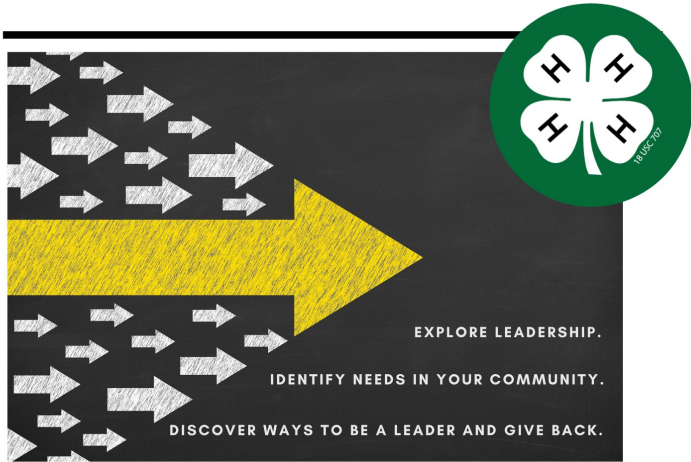 H H
H H
18 USC 707
EXPLORE LEADERSHIP.
IDENTIFY NEEDS IN YOUR COMMUNITY.
DISCOVER WAYS TO BE A LEADER AND GIVE BACK.